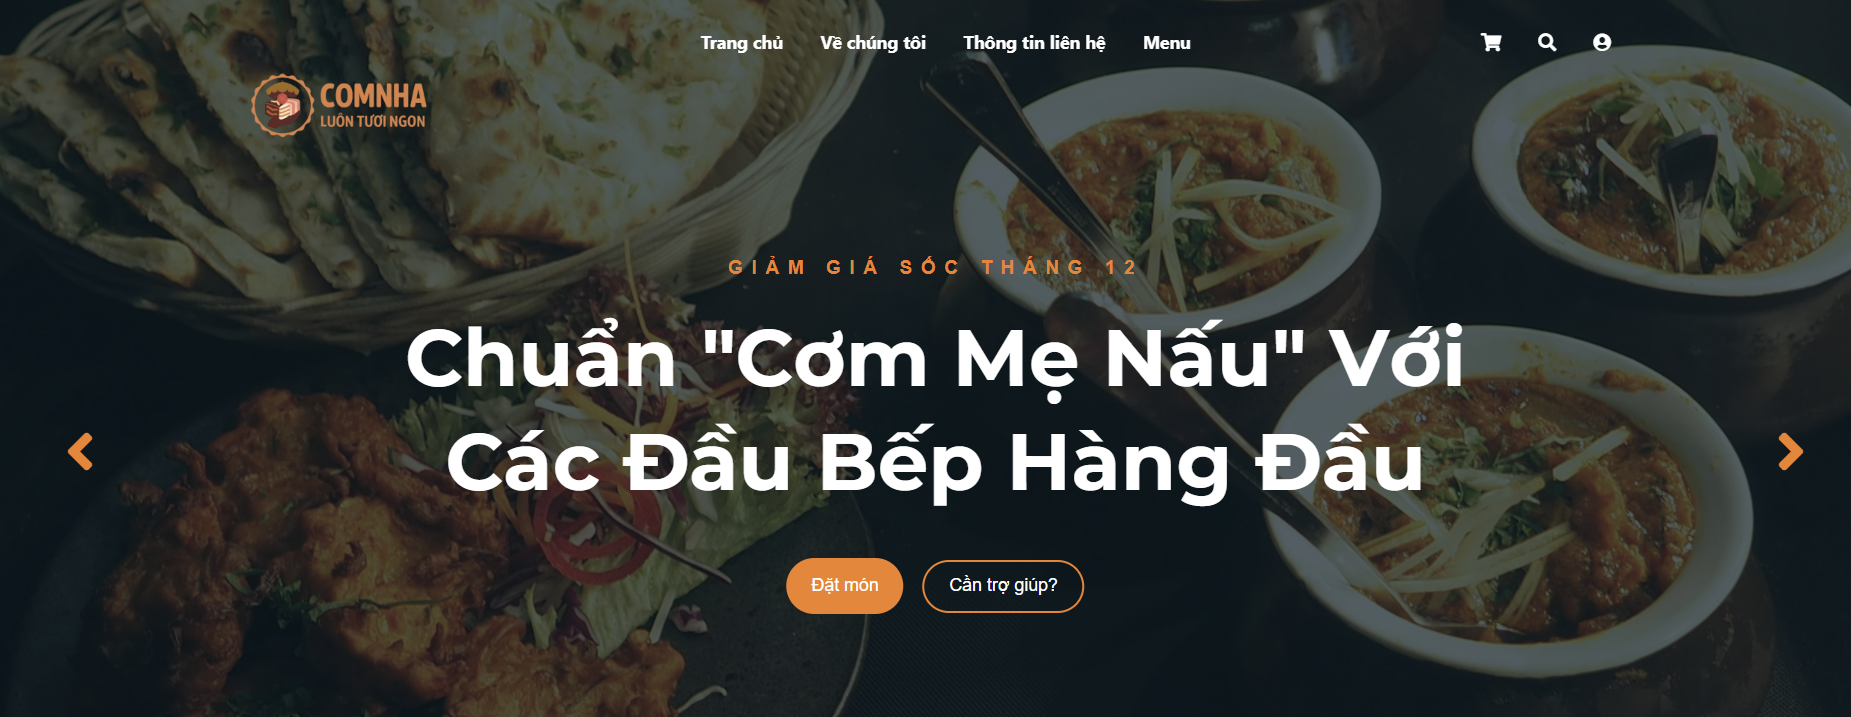 Trang chủ
Về chúng tôi
Thông tin liên hệ
Menu
COMNHA
LUÔN TƯƠI NGON
GIẢM GIÁ SỐC THÁNG 12
Chuẩn "Cơm Mẹ Nấu" Với
Các Đầu Bếp Hàng Đầu
Đặt món
Cần trợ giúp?